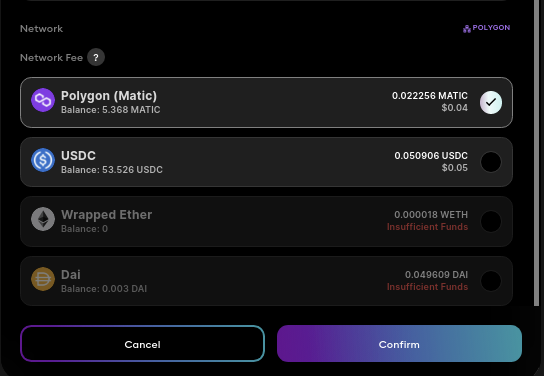 Network
POLYGON
Network Fee ?
Polygon (Matic)
0.022256 MATIC
Balance: 5.368 MATIC
$0.04
USDC
0.050906 USDC
Balance: 53.526 USDC
$0.05
Wrapped Ether
0.000018 WETH
Balance: 0
Insufficient Funds
Dai
0.049609 DAI
Balance: 0.003 DAI
Insufficient Funds
Cancel
Confirm